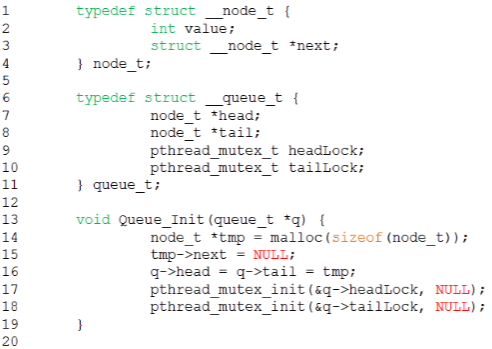 1 typedef struct __node_t {
2 int value;
3 struct __node_t *next;
4 } node_t;
5
6 typedef struct __queue_t {
7 node_t *head;
8 node_t *tail;
9 pthread_mutex_t headLock;
10 pthread_mutex_t tailLock;
11 } queue_t;
12
13 void Queue_Init(queue_t *q) {
14 node_t *tmp = malloc(sizeof(node_t));
15 tmp->next = NULL;
16 q->head = q->tail = tmp;
17 pthread_mutex_init(&q->headLock, NULL);
18 pthread_mutex_init(&q->tailLock, NULL);
19 }
20